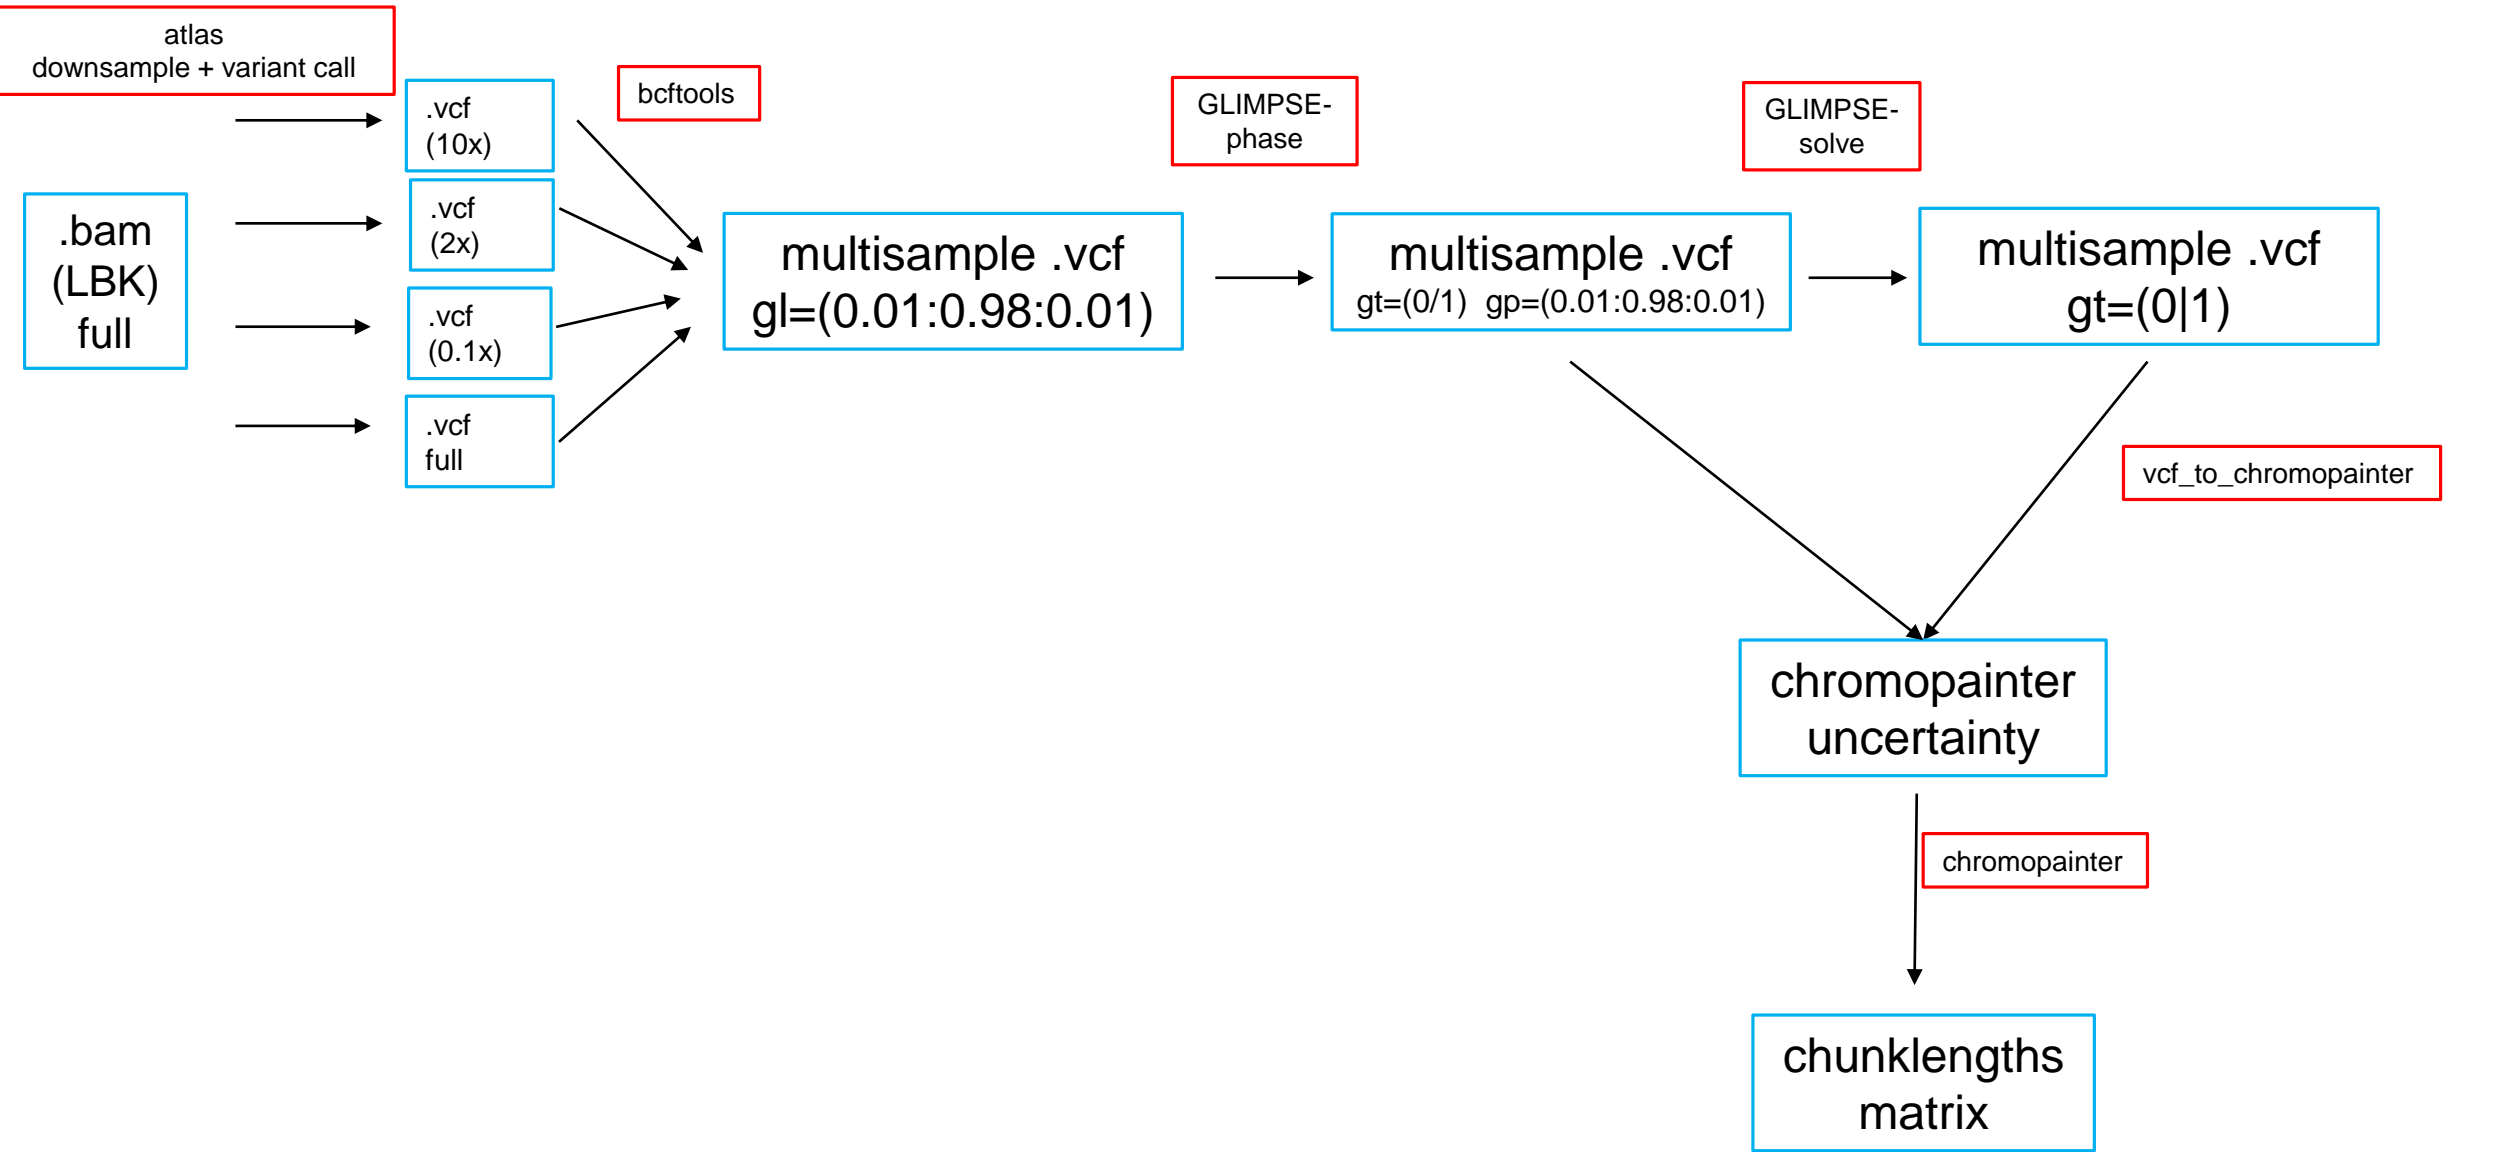 atlas
downsample + variant call
.vcf
(10x)
bcftools
GLIMPSE-
phase
GLIMPSE-
solve
.bam
(LBK)
full
.vcf
(2x)
.vcf
(0.1x)
.vcf
full
multisample .vcf
gl=(0.01:0.98:0.01)
multisample .vcf
gt=(0/1) gp=(0.01:0.98:0.01)
multisample .vcf
gt=(0|1)
vcf_to_chromopainter
chromopainter
uncertainty
chromopainter
chunklengths
matrix